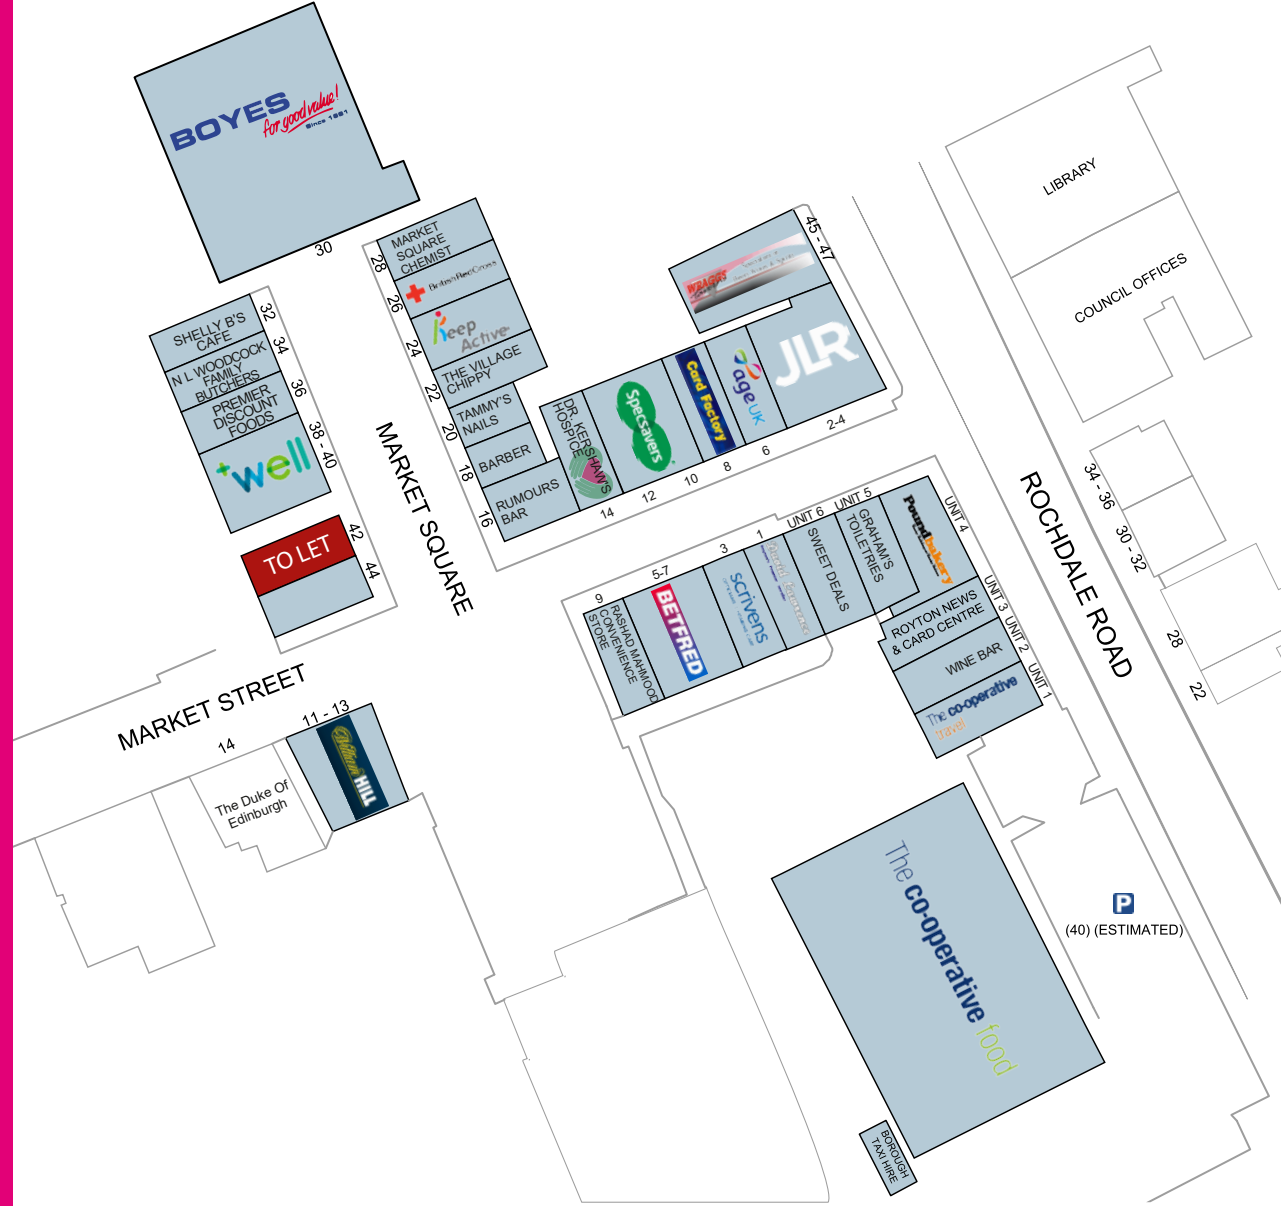 BOYES
for good value!
Since 1881
30
MARKET
SQUARE
CHEMIST
28
BritishRedCross
26
Keep
Active
24
THE VILLAGE
CHIPPY
22
TAMMY'S
NAILS
20
BARBER
18
RUMOURS
BAR
16
SHELLY B'S
CAFE
32
N L WOODCOCK
FAMILY
BUTCHERS
34
PREMIER
DISCOUNT
FOODS
36
well
38 - 40
TO LET
42
44
MARKET SQUARE
DR. KERSHAW'S
HOSPICE
14
Specsavers
12
10
Card Factory
8
age
UK
6
JLR
2-4
WRAGGS
45 - 47
LIBRARY
COUNCIL OFFICES
34 - 36
30 - 32
28
22
ROCHDALE ROAD
9
RASHAD MAHMOOD
CONVENIENCE
STORE
5-7
BETFRED
3
scrivens
1
UNIT 6
SWEET DEALS
UNIT 5
GRAHAM'S
TOILETRIES
Poundbakery
UNIT 4
ROYTON NEWS
& CARD CENTRE
UNIT 3
WINE BAR
UNIT 2
The co-operative
travel
UNIT 1
MARKET STREET
14
The Duke Of
Edinburgh
11 - 13
William HILL
The co-operative food
P
(40) (ESTIMATED)
BOROUGH
TAXI HIRE